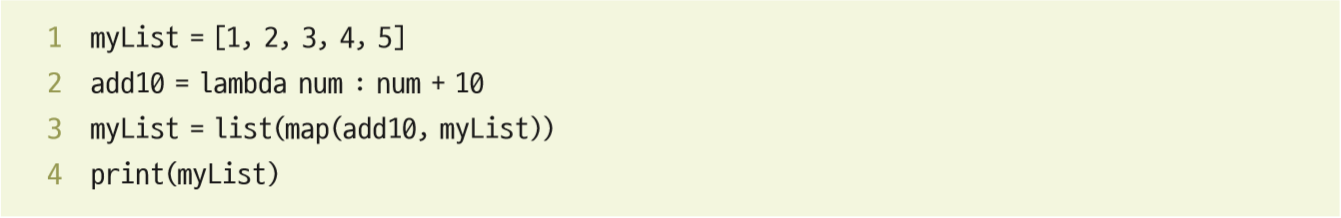 1 myList = [1, 2, 3, 4, 5]
2 add10 = lambda num : num + 10
3 myList = list(map(add10, myList))
4 print(myList)